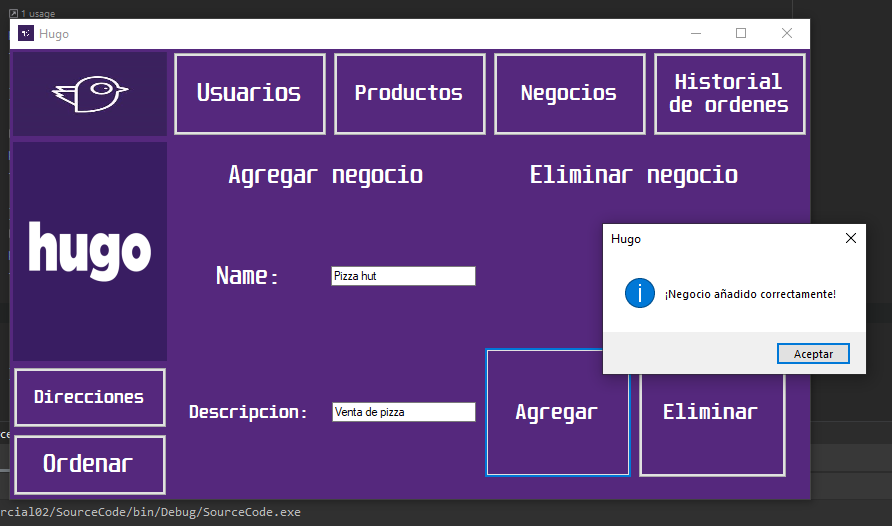 1 usage
Hugo
Usuarios
Productos
Negocios
Historial
de ordenes
Agregar negocio
Eliminar negocio
hugo
Hugo
¡Negocio añadido correctamente!
Aceptar
Name:
Pizza hut
Direcciones
Descripcion:
Venta de pizza
Agregar
Eliminar
Ordenar
rcial02/SourceCode/bin/Debug/SourceCode.exe